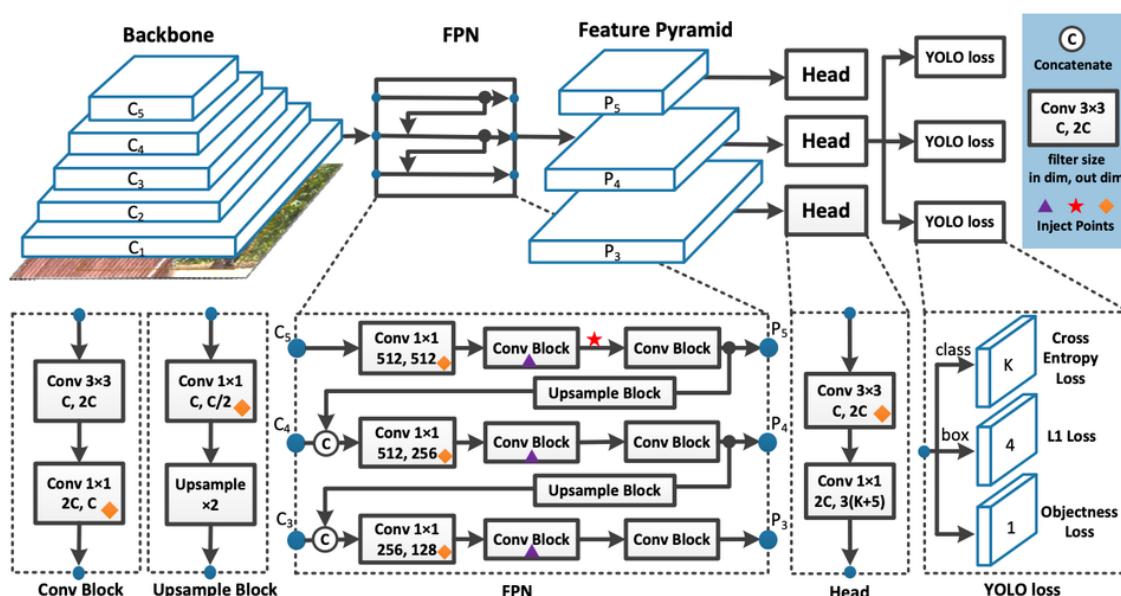 Backbone
FPN
Feature Pyramid
C5
C4
C3
C2
C1
P5
P4
P3
Head
Head
Head
YOLO loss
YOLO loss
YOLO loss
C
Concatenate
Conv 3×3
C, 2C
filter size
in dim, out dim
Inject Points
Conv 3×3
C, 2C
Conv 1×1
2C, C
Conv Block
Conv 1×1
C, C/2
Upsample
×2
Upsample Block
C5
Conv 1×1
512, 512
Conv Block
Conv Block
P5
Upsample Block
C4
C
Conv 1×1
512, 256
Conv Block
Conv Block
P4
Upsample Block
C3
C
Conv 1×1
256, 128
Conv Block
Conv Block
P3
FPN
Conv 3×3
C, 2C
Conv 1×1
2C, 3(K+5)
Head
class
K
Cross
Entropy
Loss
box
4
L1 Loss
1
Objectness
Loss
YOLO loss